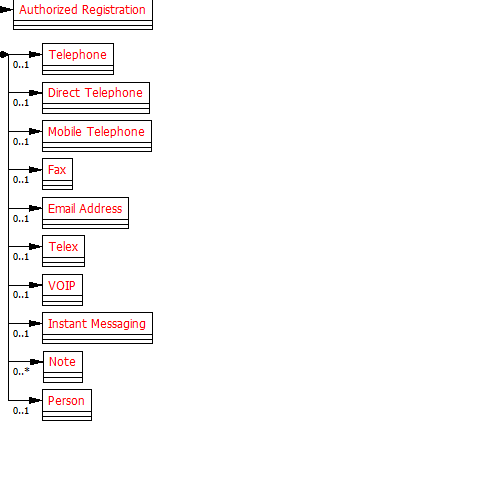 Authorized Registration
Telephone
0..1
Direct Telephone
0..1
Mobile Telephone
0..1
Fax
0..1
Email Address
0..1
Telex
0..1
VOIP
0..1
Instant Messaging
0..1
Note
0..*
Person
0..1